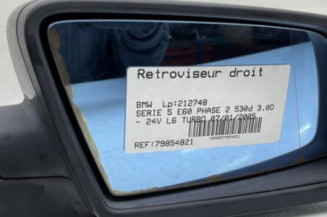 Retroviseur droit
BMW Lp:212748
SERIE 5 E60 PHASE 2 530d 3.0D
- 24V L6 TURBO 07/01/2005
REF:79854821